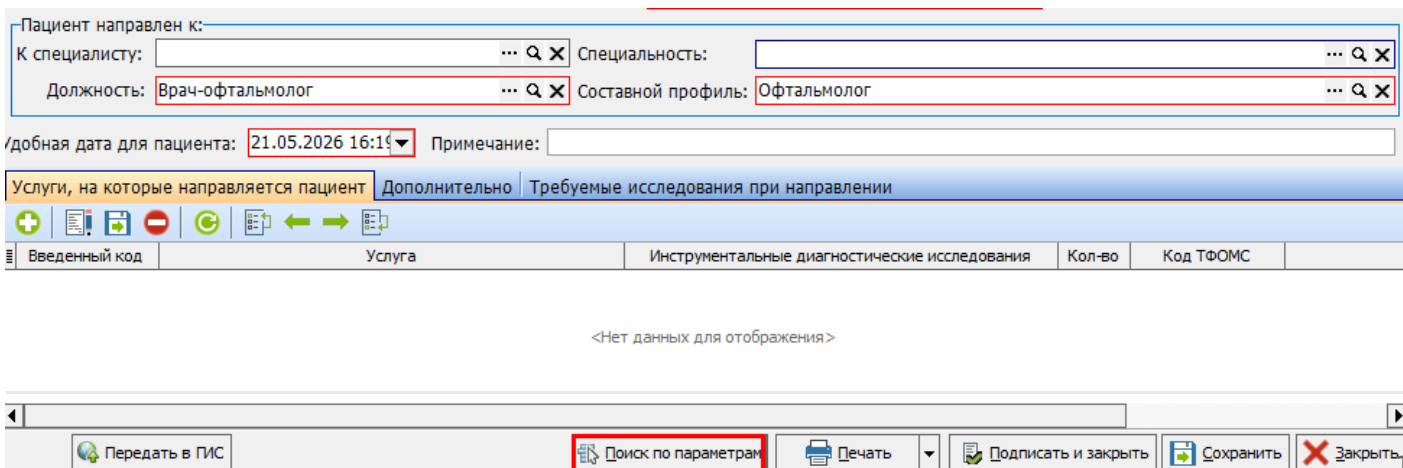 Пациент направлен к:
К специалисту: Специальность:
Должность: Врач-офтальмолог Составной профиль: Офтальмолог
Удобная дата для пациента: 21.05.2026 16:19 Примечание:
Услуги, на которые направляется пациент Дополнительно Требуемые исследования при направлении
Введенный код Услуга Инструментальные диагностические исследования Кол-во Код ТФОМС
<Нет данных для отображения>
Передать в ГИС Поиск по параметрам Печать Подписать и закрыть Сохранить Закрыть